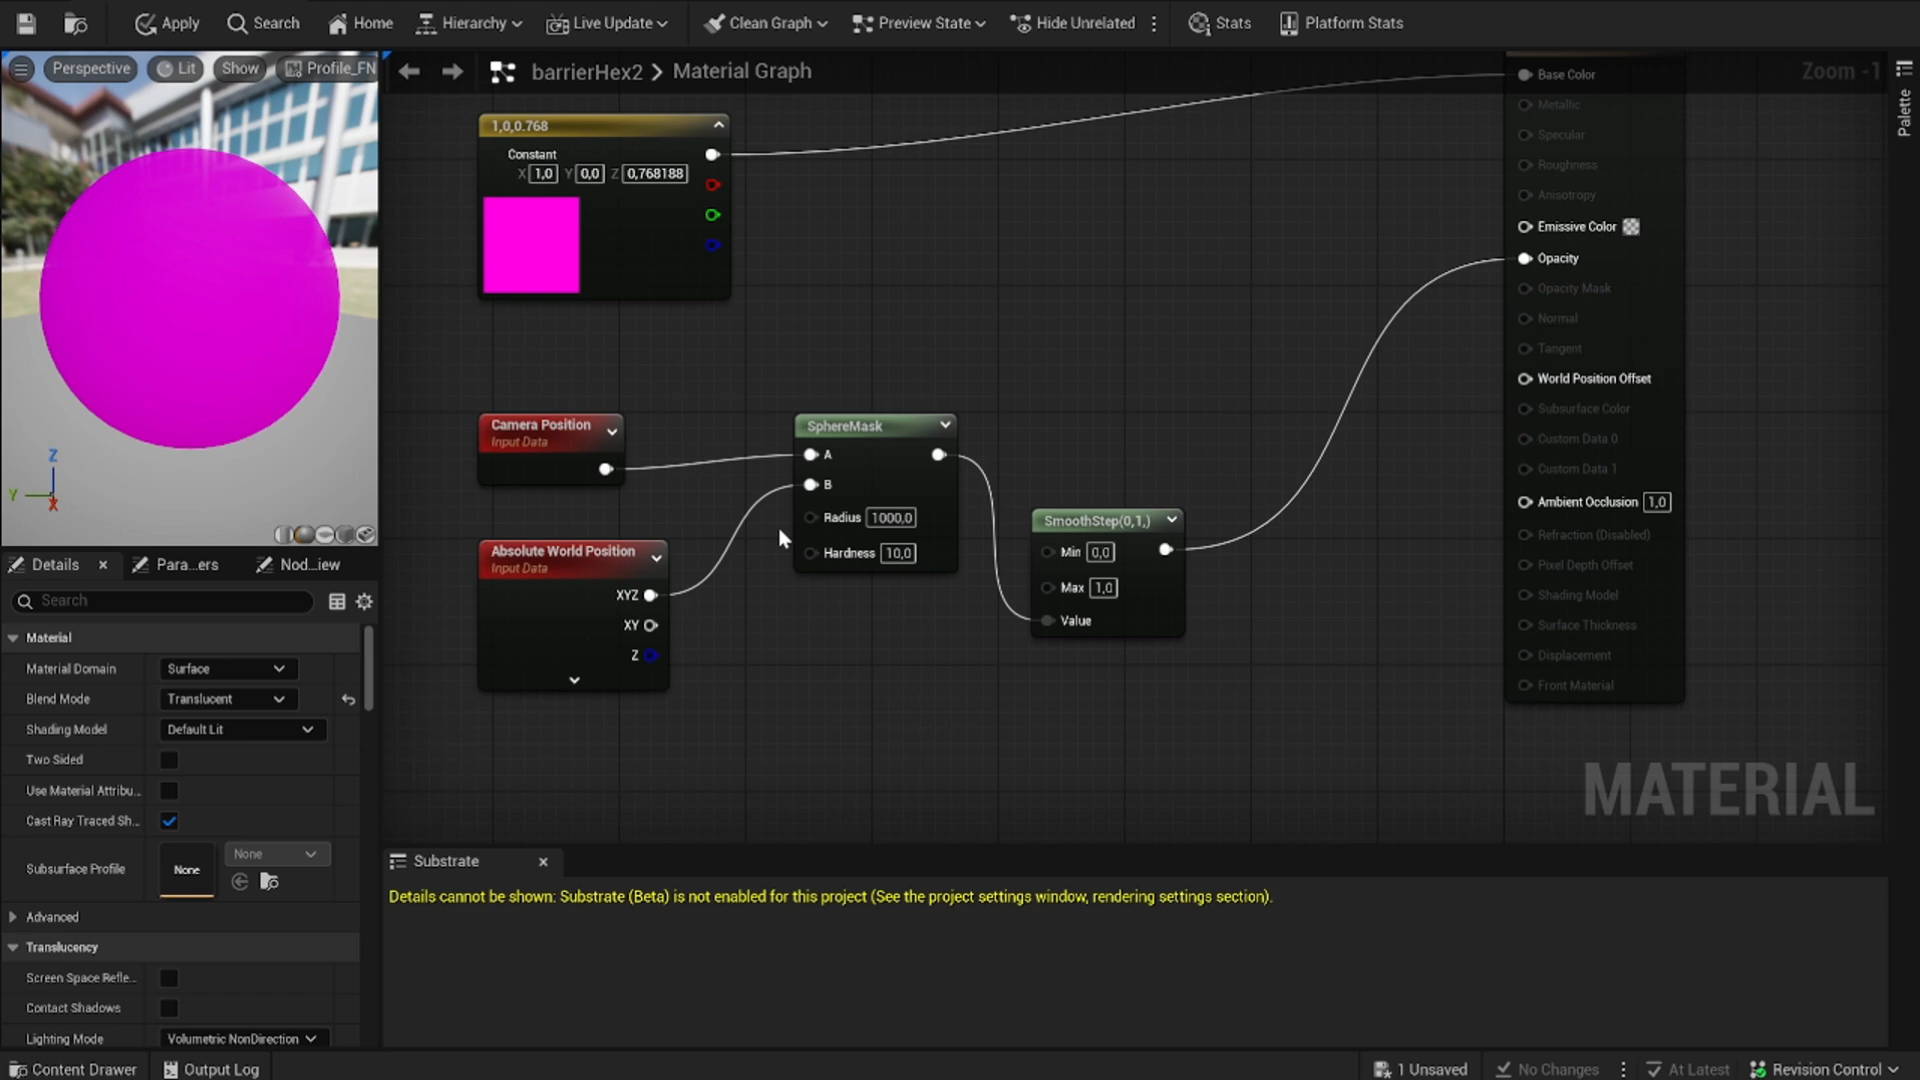 Apply
Search
Home
Hierarchy
Live Update
Clean Graph
Preview State
Hide Unrelated
Stats
Platform Stats
Perspective
Lit
Show
Profile_FN
barrierHex2
Material Graph
Zoom -1
Palette
1,0,0.768
Constant
X 1,0 Y 0,0 Z 0,768188
Camera Position
Input Data
Absolute World Position
Input Data
XYZ
XY
Z
SphereMask
A
B
Radius 1000,0
Hardness 10,0
SmoothStep(0,1,)
Min 0,0
Max 1,0
Value
Base Color
Metallic
Specular
Roughness
Anisotropy
Emissive Color
Opacity
Opacity Mask
Normal
Tangent
World Position Offset
Subsurface Color
Custom Data 0
Custom Data 1
Ambient Occlusion 1,0
Refraction (Disabled)
Pixel Depth Offset
Shading Model
Surface Thickness
Displacement
Front Material
MATERIAL
Z
Y
X
Details
Para...ers
Nod...iew
Search
Material
Material Domain Surface
Blend Mode Translucent
Shading Model Default Lit
Two Sided
Use Material Attribu...
Cast Ray Traced Sh...
Subsurface Profile None None
Advanced
Translucency
Screen Space Refle...
Contact Shadows
Lighting Mode Volumetric NonDirection
Substrate
Details cannot be shown: Substrate (Beta) is not enabled for this project (See the project settings window, rendering settings section).
Content Drawer
Output Log
1 Unsaved
No Changes
At Latest
Revision Control